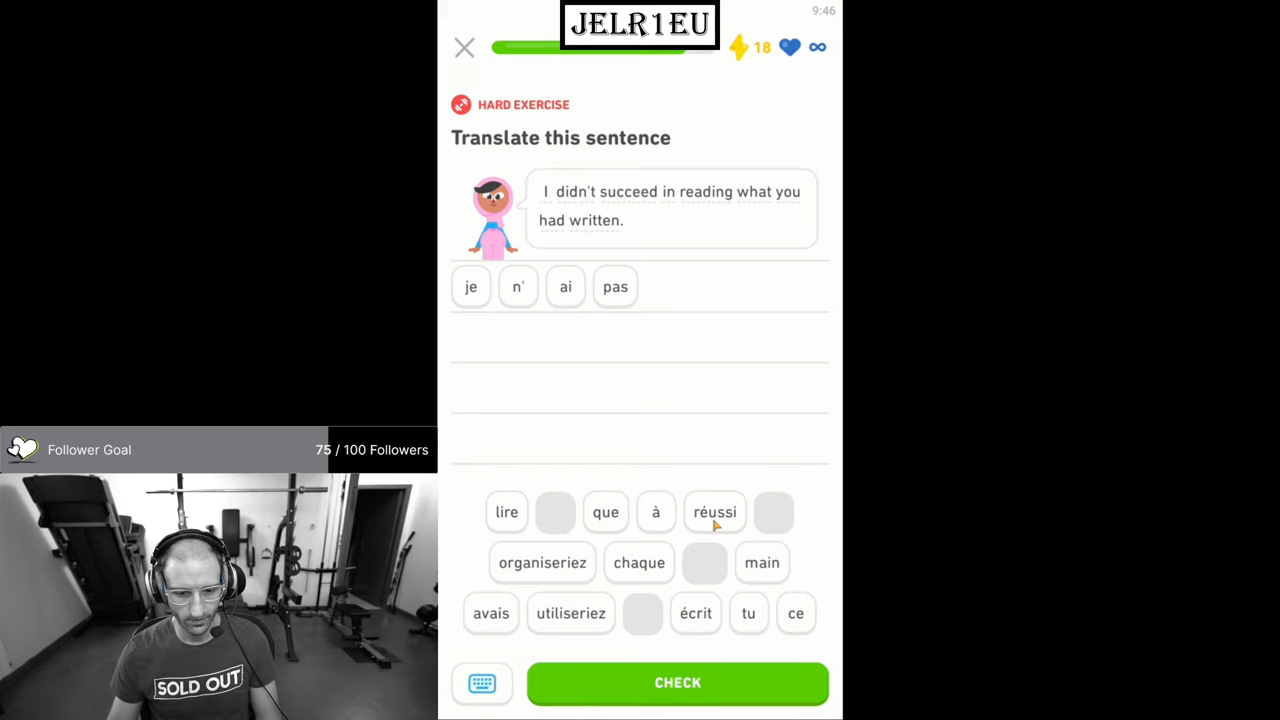 JELR1EU
9:46
18
HARD EXERCISE
Translate this sentence
I didn't succeed in reading what you
had written.
je n' ai pas
Follower Goal 75 / 100 Followers
lire que à réussi
organiseriez chaque main
avais utiliseriez écrit tu ce
CHECK
SOLD OUT